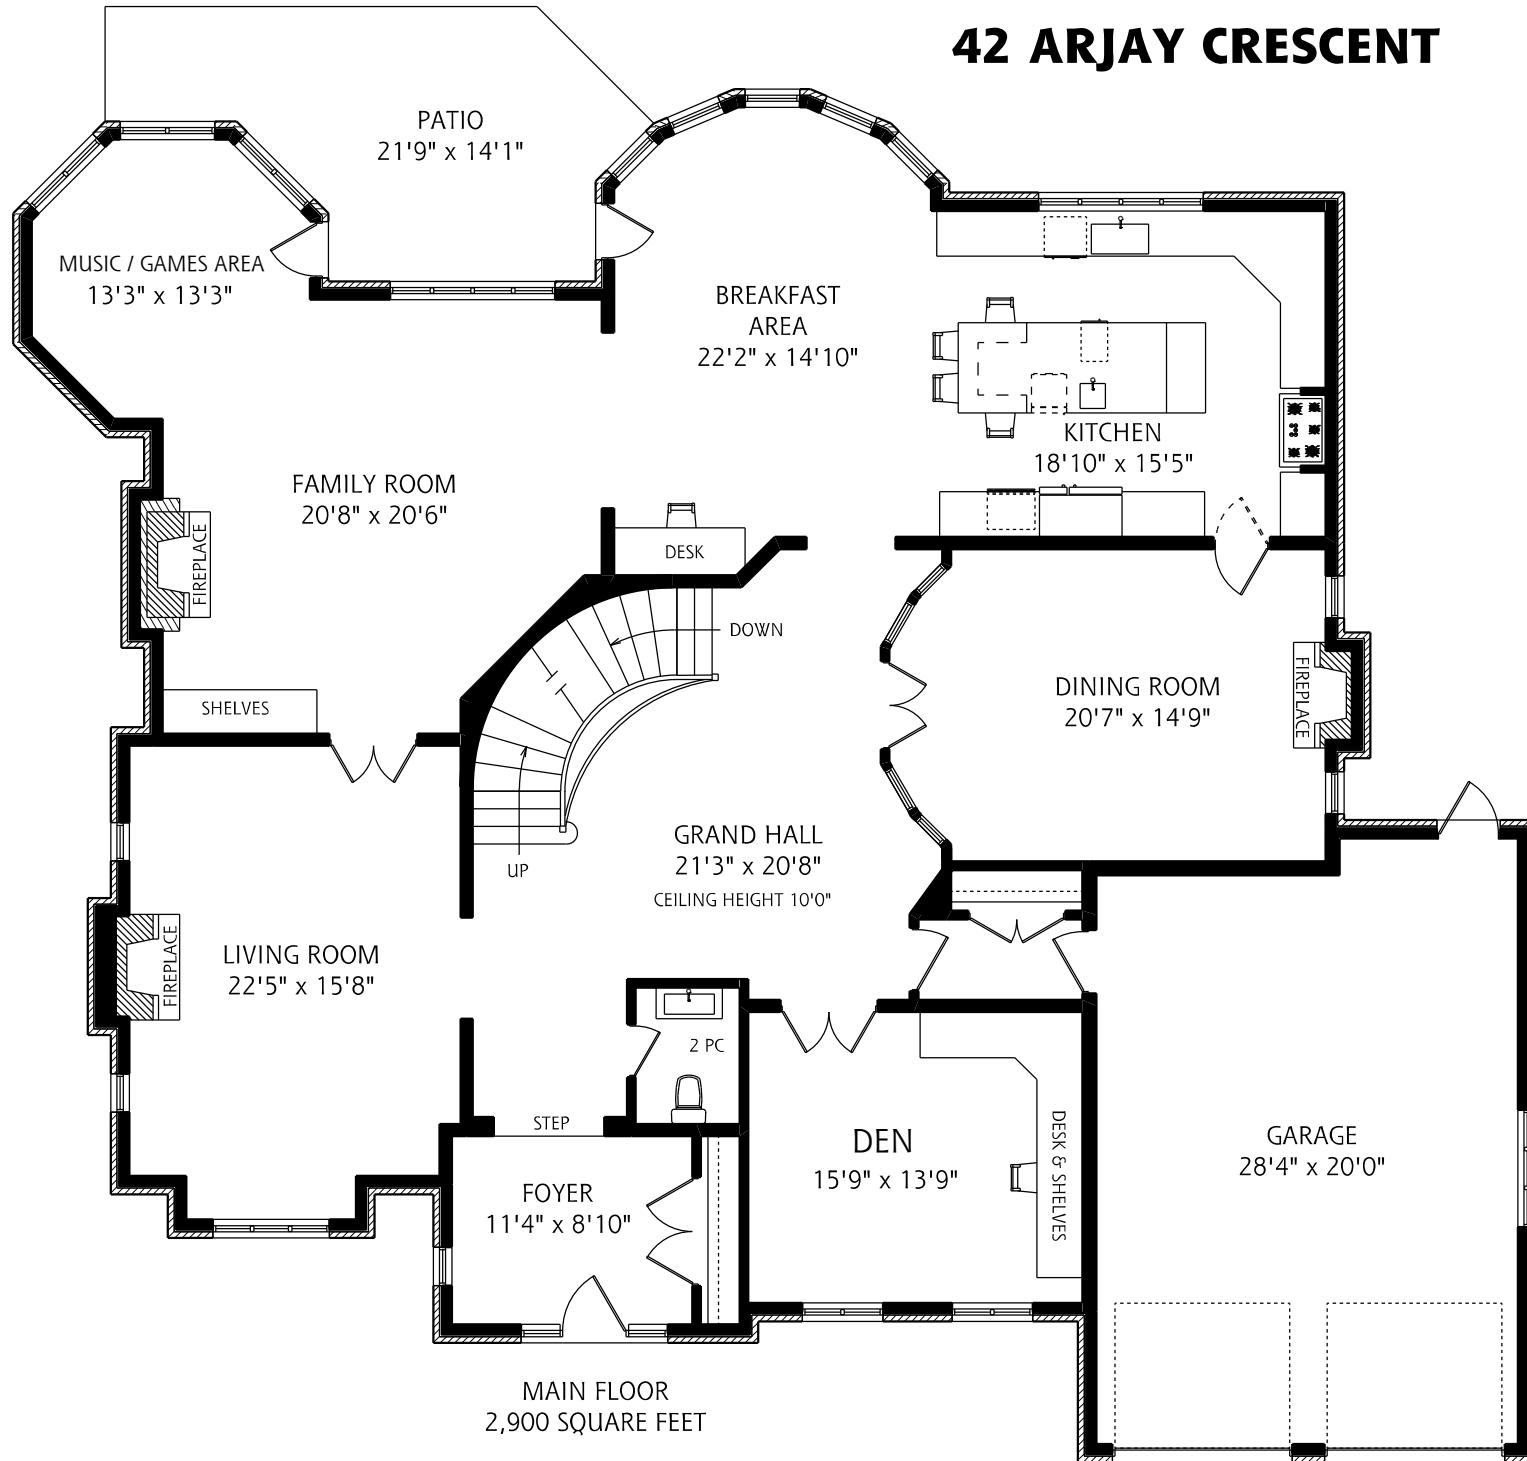 42 ARJAY CRESCENT
PATIO
21'9" x 14'1"
MUSIC / GAMES AREA
13'3" x 13'3"
BREAKFAST
AREA
22'2" x 14'10"
KITCHEN
18'10" x 15'5"
FAMILY ROOM
20'8" x 20'6"
DESK
FIREPLACE
DOWN
SHELVES
DINING ROOM
20'7" x 14'9"
FIREPLACE
UP
GRAND HALL
21'3" x 20'8"
CEILING HEIGHT 10'0"
LIVING ROOM
22'5" x 15'8"
FIREPLACE
2 PC
STEP
DEN
15'9" x 13'9"
DESK & SHELVES
GARAGE
28'4" x 20'0"
FOYER
11'4" x 8'10"
MAIN FLOOR
2,900 SQUARE FEET